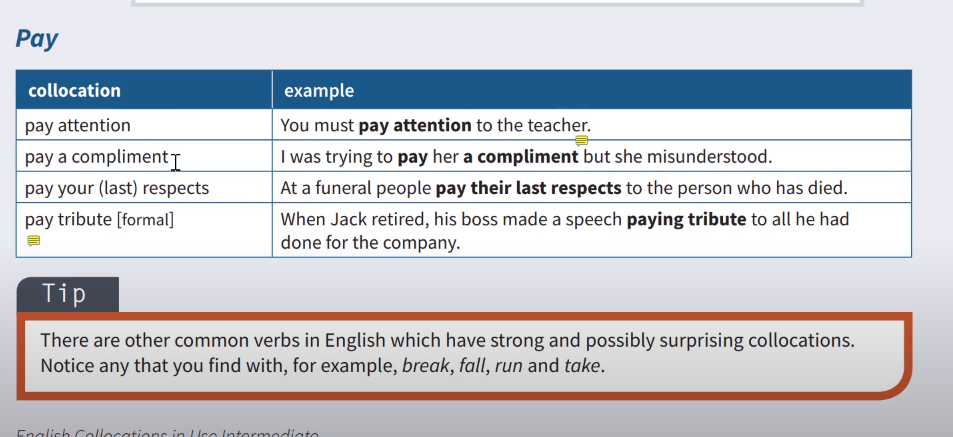 Pay
collocation example
pay attention You must pay attention to the teacher.
pay a compliment I was trying to pay her a compliment but she misunderstood.
pay your (last) respects At a funeral people pay their last respects to the person who has died.
pay tribute [formal] When Jack retired, his boss made a speech paying tribute to all he had
done for the company.
Tip
There are other common verbs in English which have strong and possibly surprising collocations.
Notice any that you find with, for example, break, fall, run and take.
English Collocations in Use Intermediate